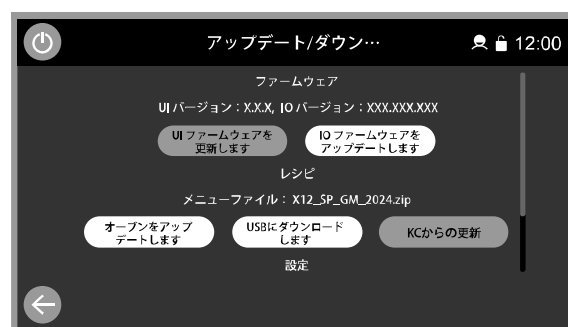 アップデート/ダウン…
12:00
ファームウェア
UI バージョン：X.X.X, IO バージョン：XXX.XXX.XXX
UI ファームウェアを
更新します
IO ファームウェアを
アップデートします
レシピ
メニューファイル： X12_SP_GM_2024.zip
オーブンをアップ
デートします
USBにダウンロード
します
KCからの更新
設定